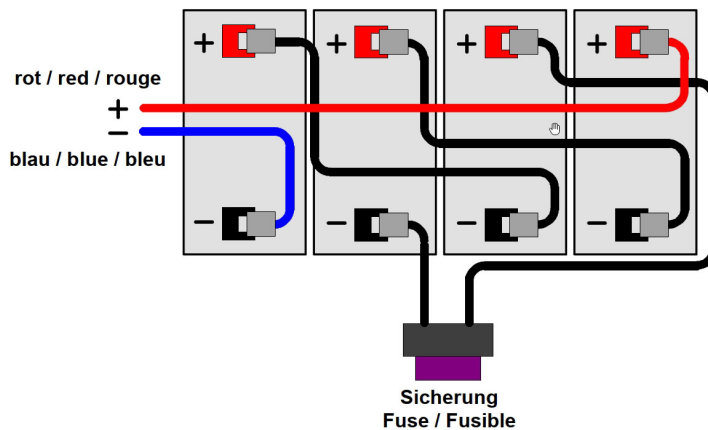 + + + +
rot / red / rouge
+
−
blau / blue / bleu
− − − −
Sicherung
Fuse / Fusible